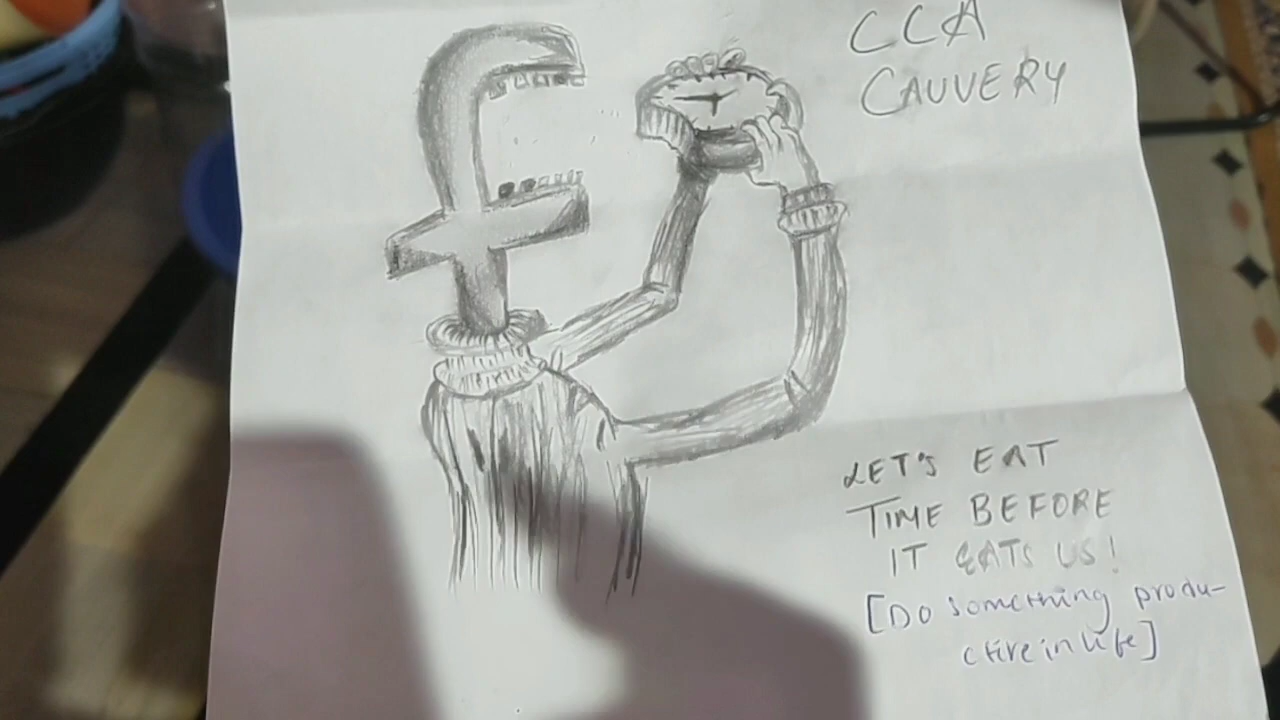 CCA
CAUVERY
LET'S EAT
TIME BEFORE
IT EATS US!
[Do something produ-
ctive in life]